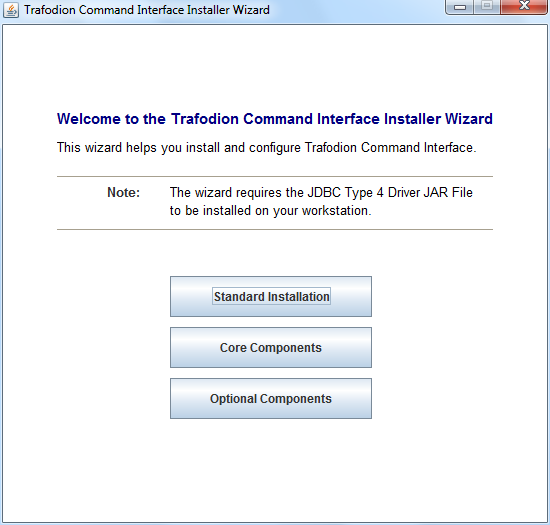 Trafodion Command Interface Installer Wizard
Welcome to the Trafodion Command Interface Installer Wizard
This wizard helps you install and configure Trafodion Command Interface.
Note: The wizard requires the JDBC Type 4 Driver JAR File
to be installed on your workstation.
Standard Installation
Core Components
Optional Components